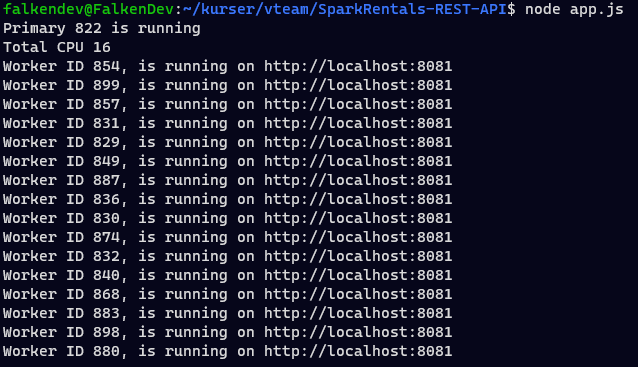 falkendev@FalkenDev:~/kurser/vteam/SparkRentals-REST-API$ node app.js
Primary 822 is running
Total CPU 16
Worker ID 854, is running on http://localhost:8081
Worker ID 899, is running on http://localhost:8081
Worker ID 857, is running on http://localhost:8081
Worker ID 831, is running on http://localhost:8081
Worker ID 829, is running on http://localhost:8081
Worker ID 849, is running on http://localhost:8081
Worker ID 887, is running on http://localhost:8081
Worker ID 836, is running on http://localhost:8081
Worker ID 830, is running on http://localhost:8081
Worker ID 874, is running on http://localhost:8081
Worker ID 832, is running on http://localhost:8081
Worker ID 840, is running on http://localhost:8081
Worker ID 868, is running on http://localhost:8081
Worker ID 883, is running on http://localhost:8081
Worker ID 898, is running on http://localhost:8081
Worker ID 880, is running on http://localhost:8081